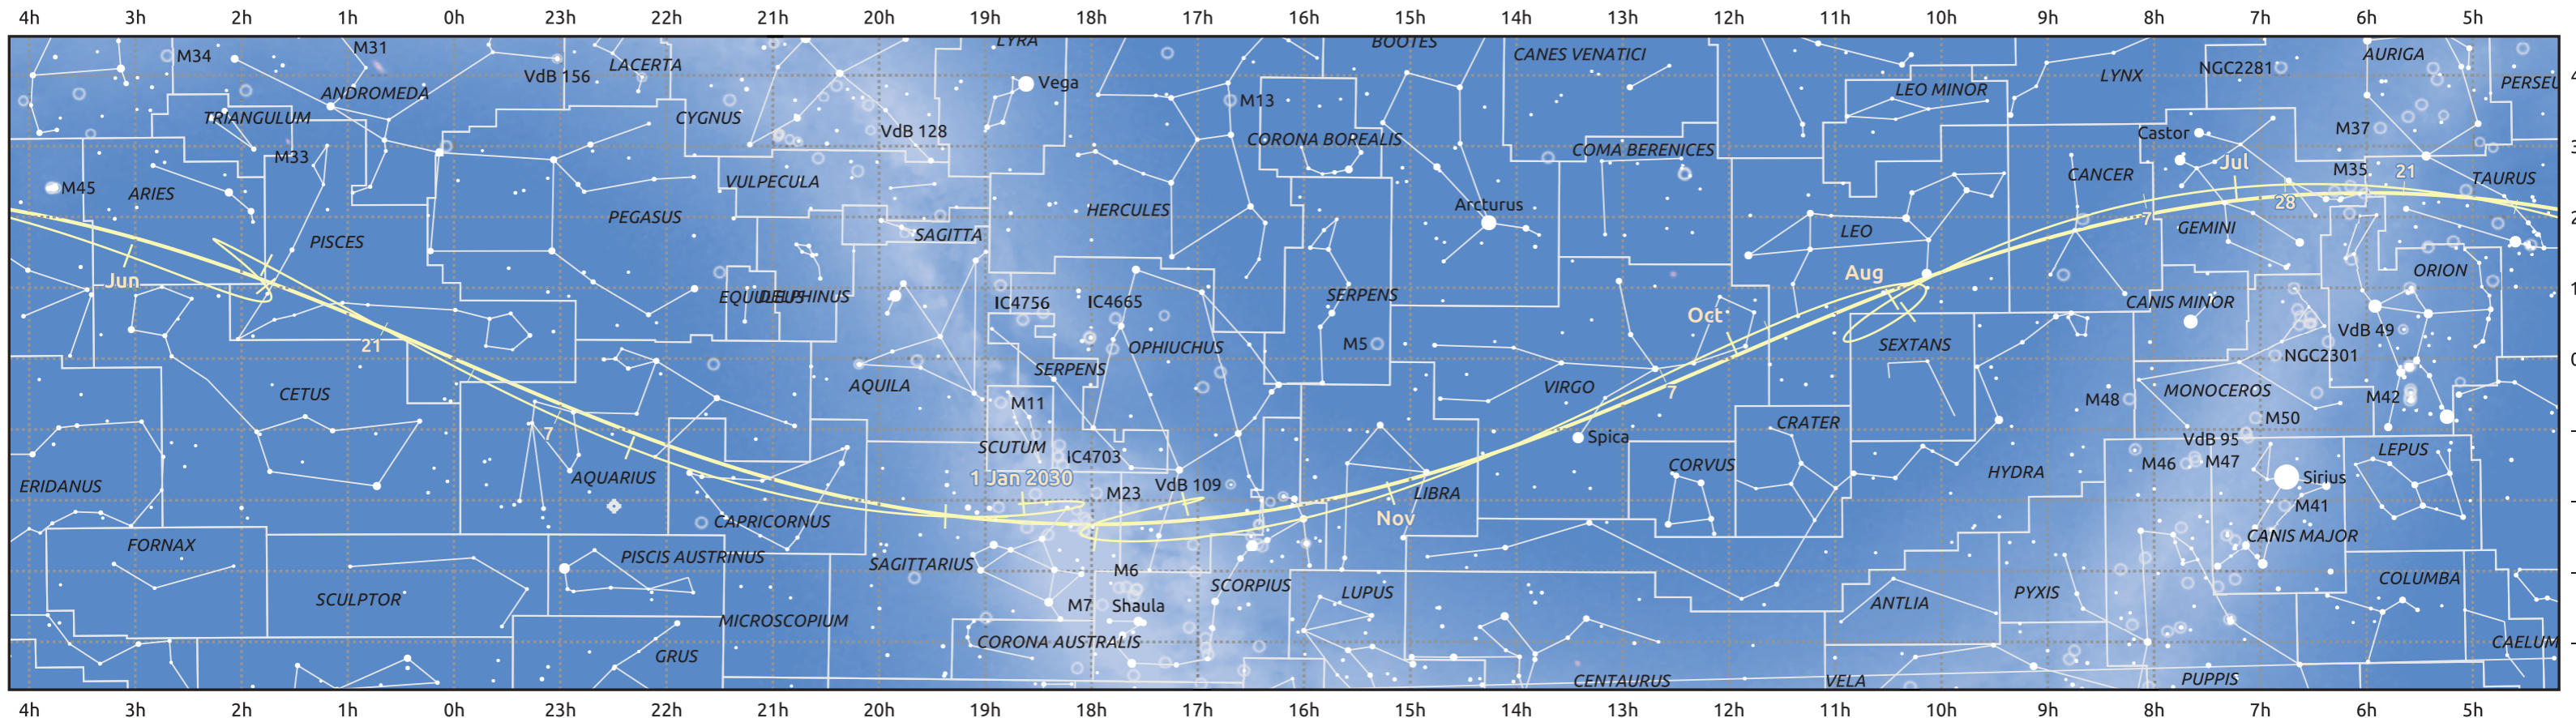 4h 3h 2h 1h 0h 23h 22h 21h 20h 19h 18h 17h 16h 15h 14h 13h 12h 11h 10h 9h 8h 7h 6h 5h
M34
M31
LACERTA
LYRA
BOOTES
CANES VENATICI
AURIGA
VdB 156
Vega
LYNX
NGC2281
PERSEU
ANDROMEDA
LEO MINOR
TRIANGULUM
CYGNUS
M13
VdB 128
CORONA BOREALIS
Castor
M37
M33
COMA BERENICES
Jul
M35
21
M45
ARIES
VULPECULA
CANCER
TAURUS
PEGASUS
HERCULES
Arcturus
7
28
PISCES
SAGITTA
LEO
GEMINI
Jun
Aug
ORION
EQUULEUS
DELPHINUS
IC4756
IC4665
SERPENS
CANIS MINOR
Oct
21
OPHIUCHUS
M5
SEXTANS
VdB 49
NGC2301
SERPENS
CETUS
AQUILA
VIRGO
7
MONOCEROS
M11
M48
M42
7
CRATER
M50
SCUTUM
Spica
VdB 95
LEPUS
IC4703
M46
M47
AQUARIUS
1 Jan 2030
CORVUS
HYDRA
Sirius
ERIDANUS
M23
VdB 109
LIBRA
CAPRICORNUS
Nov
M41
FORNAX
PISCIS AUSTRINUS
SAGITTARIUS
CANIS MAJOR
M6
SCORPIUS
LUPUS
PYXIS
COLUMBA
SCULPTOR
M7
Shaula
ANTLIA
MICROSCOPIUM
CORONA AUSTRALIS
CAELUM
GRUS
CENTAURUS
VELA
PUPPIS
4h 3h 2h 1h 0h 23h 22h 21h 20h 19h 18h 17h 16h 15h 14h 13h 12h 11h 10h 9h 8h 7h 6h 5h